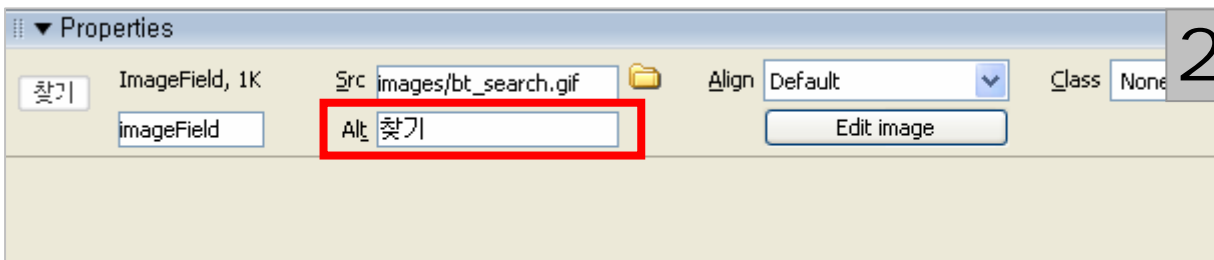 ▼ Properties
2
찾기 ImageField, 1K Src images/bt_search.gif Align Default Class None
imageField Alt 찾기 Edit image